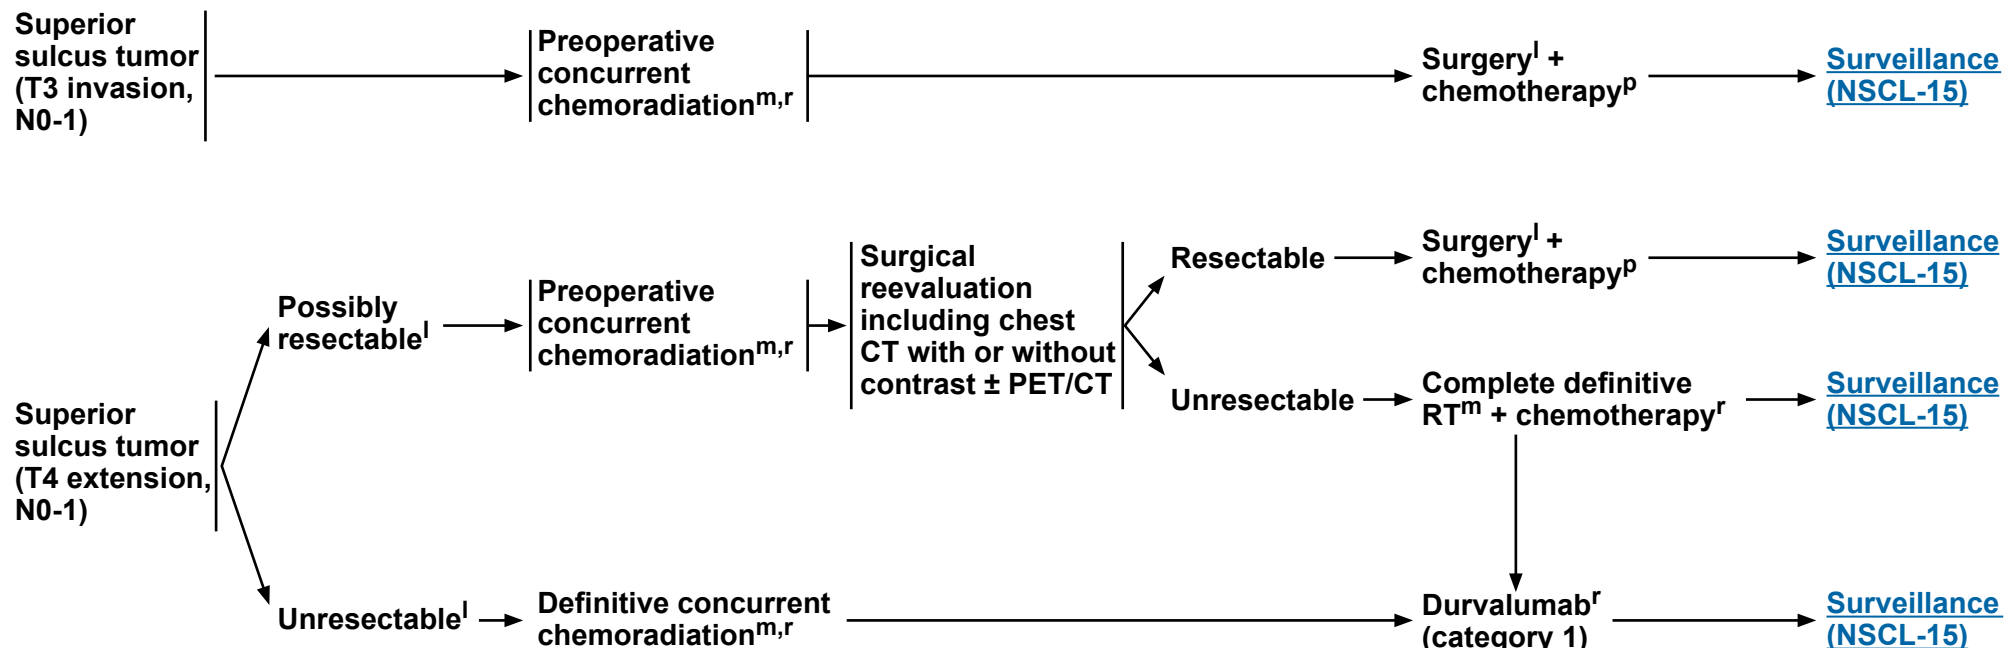 Superior
sulcus tumor
(T3 invasion,
N0-1)
Preoperative
concurrent
chemoradiationm,r
Surgeryl +
chemotherapyp
Surveillance
(NSCL-15)
Superior
sulcus tumor
(T4 extension,
N0-1)
Possibly
resectablel
Preoperative
concurrent
chemoradiationm,r
Surgical
reevaluation
including chest
CT with or without
contrast ± PET/CT
Resectable
Surgeryl +
chemotherapyp
Surveillance
(NSCL-15)
Unresectable
Complete definitive
RTm + chemotherapyr
Surveillance
(NSCL-15)
Unresectablel
Definitive concurrent
chemoradiationm,r
Durvalumabr
(category 1)
Surveillance
(NSCL-15)